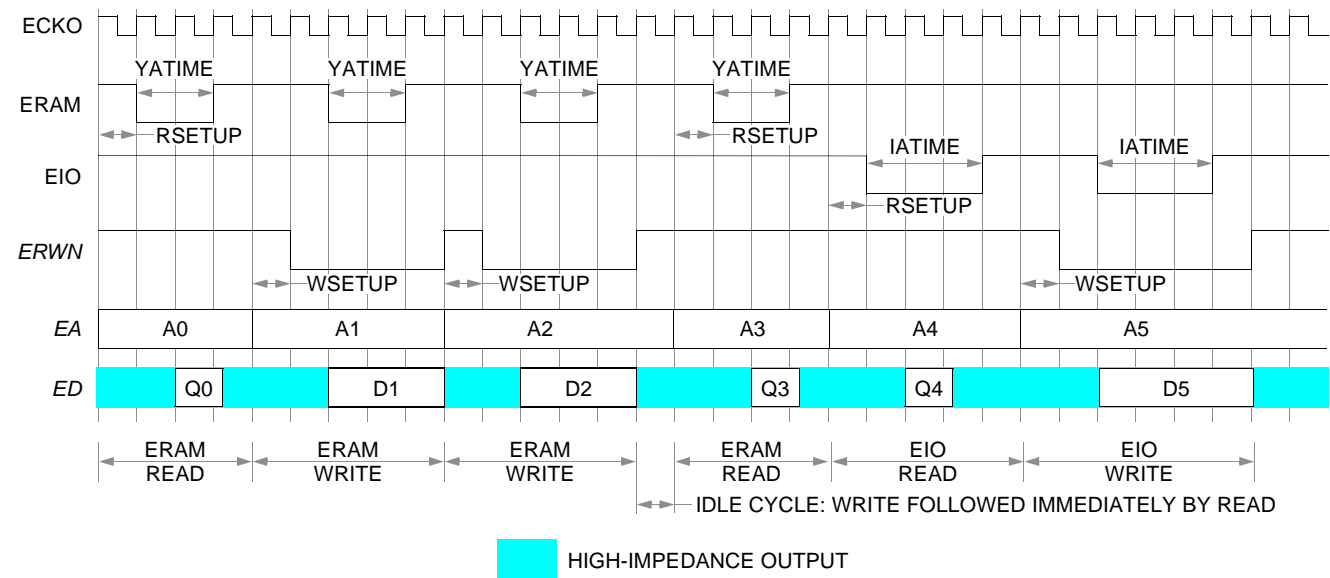 ECKO
YATIME YATIME YATIME YATIME
ERAM
RSETUP RSETUP
IATIME IATIME
EIO
RSETUP
ERWN
WSETUP WSETUP WSETUP
EA A0 A1 A2 A3 A4 A5
ED Q0 D1 D2 Q3 Q4 D5
ERAM ERAM ERAM ERAM EIO EIO
READ WRITE WRITE READ READ WRITE
IDLE CYCLE: WRITE FOLLOWED IMMEDIATELY BY READ
HIGH-IMPEDANCE OUTPUT